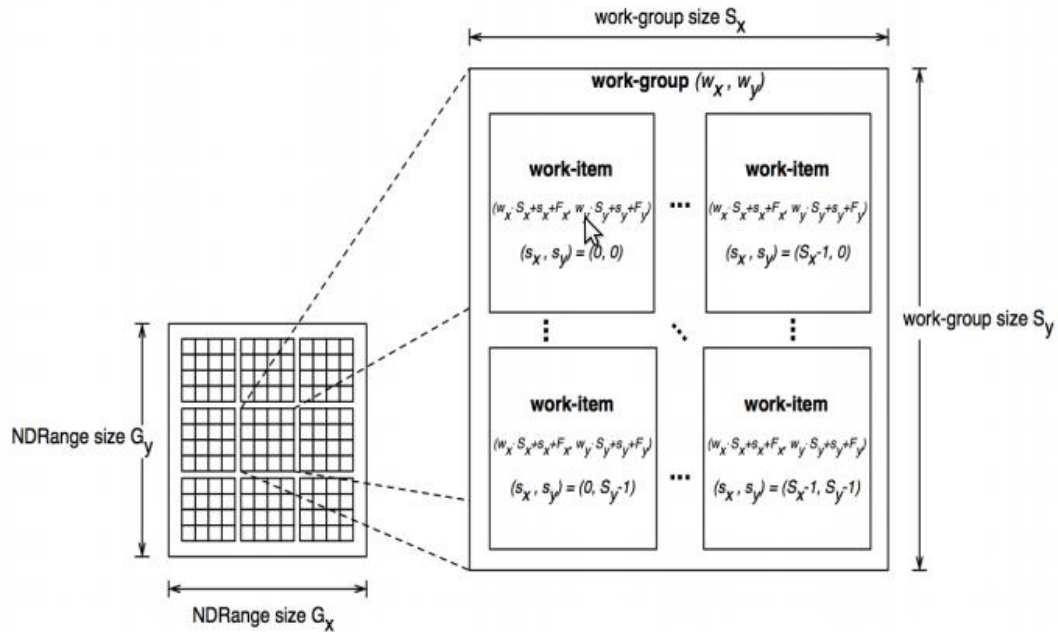 work-group size Sx
work-group (wx , wy)
work-item
(wx· Sx+sx+Fx, wy· Sy+sy+Fy)
(sx , sy) = (0, 0)
...
work-item
(wx· Sx+sx+Fx, wy· Sy+sy+Fy)
(sx , sy) = (Sx-1, 0)
work-group size Sy
work-item
(wx· Sx+sx+Fx, wy· Sy+sy+Fy)
(sx , sy) = (0, Sy-1)
...
work-item
(wx· Sx+sx+Fx, wy· Sy+sy+Fy)
(sx , sy) = (Sx-1, Sy-1)
NDRange size Gy
NDRange size Gx